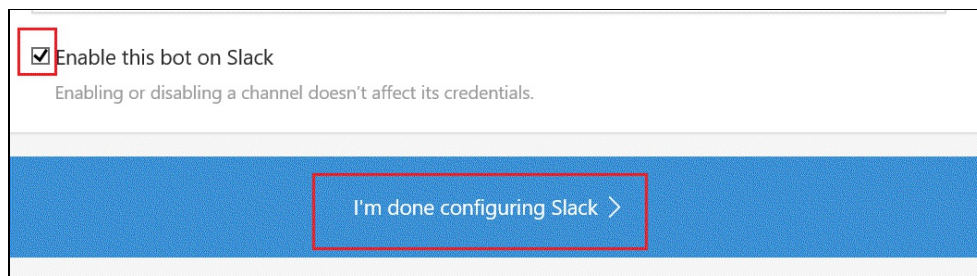 Enable this bot on Slack
Enabling or disabling a channel doesn't affect its credentials.
I'm done configuring Slack